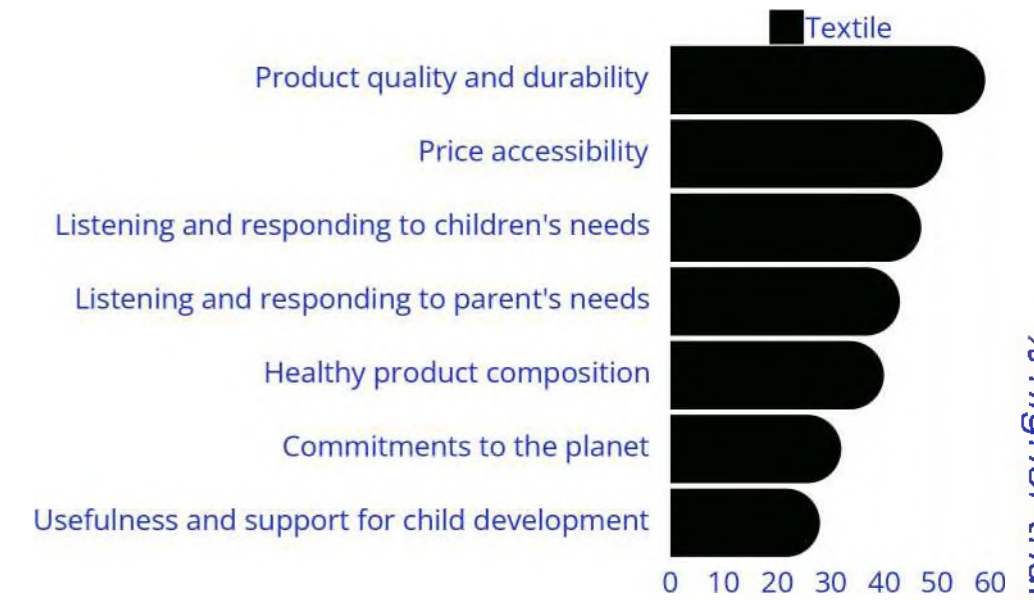 Textile
Product quality and durability
Price accessibility
Listening and responding to children's needs
Listening and responding to parent's needs
Healthy product composition
Commitments to the planet
Usefulness and support for child development
0 10 20 30 40 50 60